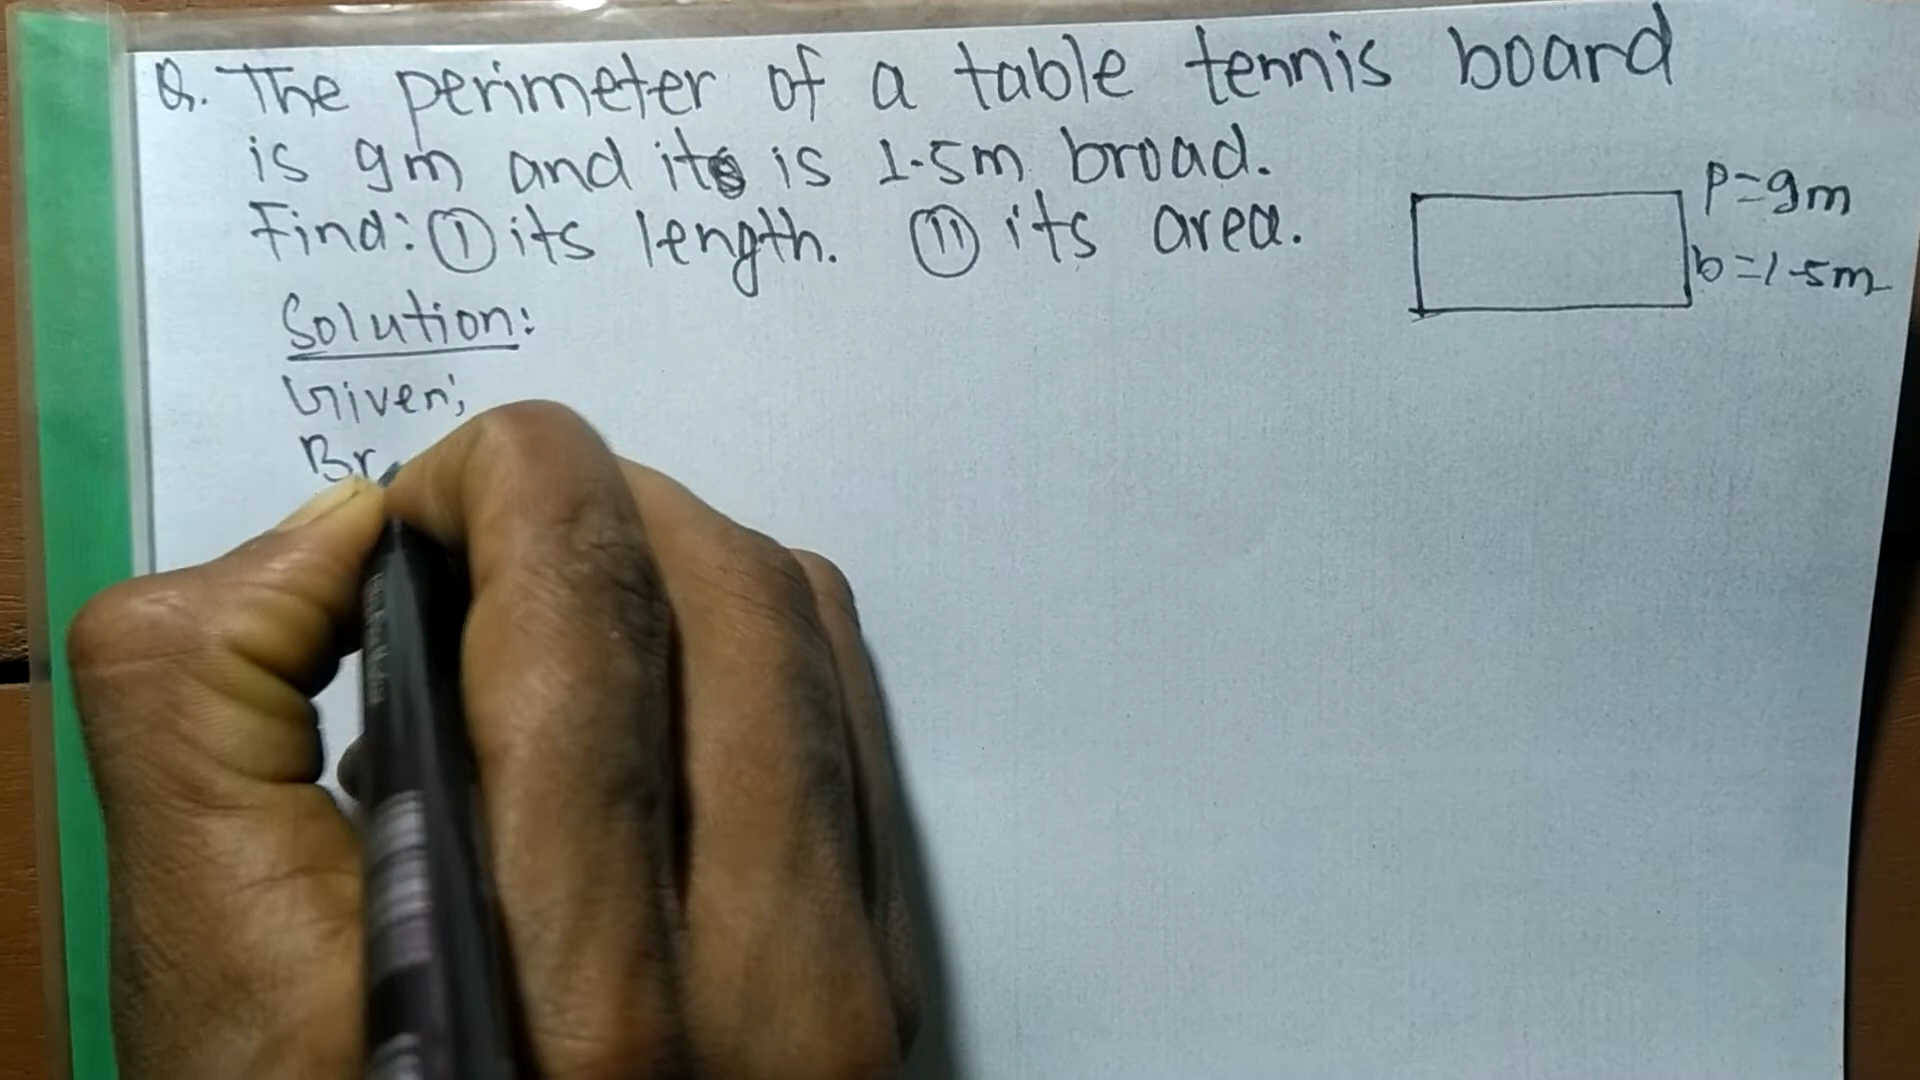 Q. The perimeter of a table tennis board
is 9m and it is 1.5m broad.
Find: (i) its length. (ii) its area.
P=9m
b=1.5m
Solution:
Given;
Br